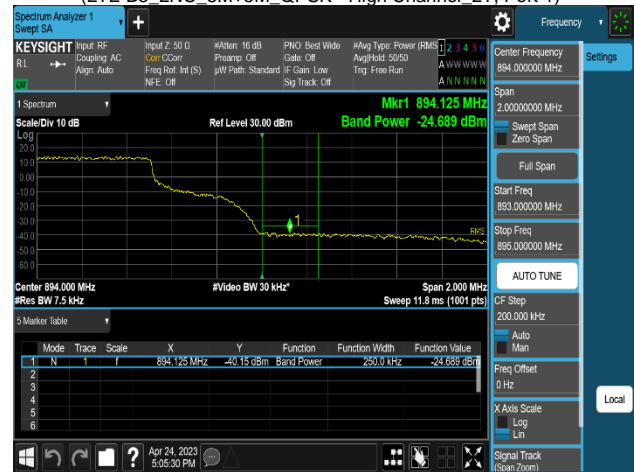 (LTE B5_2NC_5M+5M_QPSK - High Channel_ZT, Port 1)
Spectrum Analyzer 1
Swept SA
Frequency
KEYSIGHT
R L
Input: RF
Coupling: AC
Align: Auto
Input Z: 50 Ω
Corr CCorr
Freq Ref: Int (S)
NFE: Off
#Atten: 16 dB
Preamp: Off
µW Path: Standard
PNO: Best Wide
Gate: Off
IF Gain: Low
Sig Track: Off
#Avg Type: Power (RMS
Avg|Hold: 50/50
Trig: Free Run
1 2 3 4 5 6
A W W W W W
A N N N N N
Center Frequency
894.000000 MHz
Settings
1 Spectrum
Mkr1 894.125 MHz
Scale/Div 10 dB
Ref Level 30.00 dBm
Band Power -24.689 dBm
Span
2.00000000 MHz
Swept Span
Zero Span
Full Span
Log
20.0
10.0
0.00
-10.0
-20.0
-30.0
-40.0
-50.0
-60.0
1
RMS
Start Freq
893.000000 MHz
Stop Freq
895.000000 MHz
AUTO TUNE
Center 894.000 MHz
#Video BW 30 kHz*
Span 2.000 MHz
#Res BW 7.5 kHz
Sweep 11.8 ms (1001 pts)
CF Step
200.000 kHz
Auto
Man
5 Marker Table
Mode Trace Scale X Y Function Function Width Function Value
1 N 1 f 894.125 MHz -40.15 dBm Band Power 250.0 kHz -24.689 dBm
2
3
4
5
6
Freq Offset
0 Hz
X Axis Scale
Log
Lin
Local
Signal Track
(Span Zoom)
?
Apr 24, 2023
5:05:30 PM